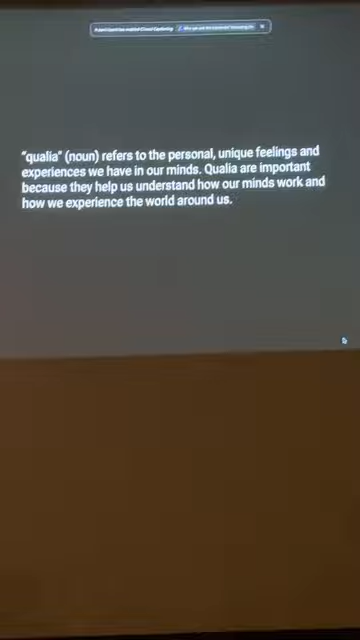 "qualia" (noun) refers to the personal, unique feelings and
experiences we have in our minds. Qualia are important
because they help us understand how our minds work and
how we experience the world around us.